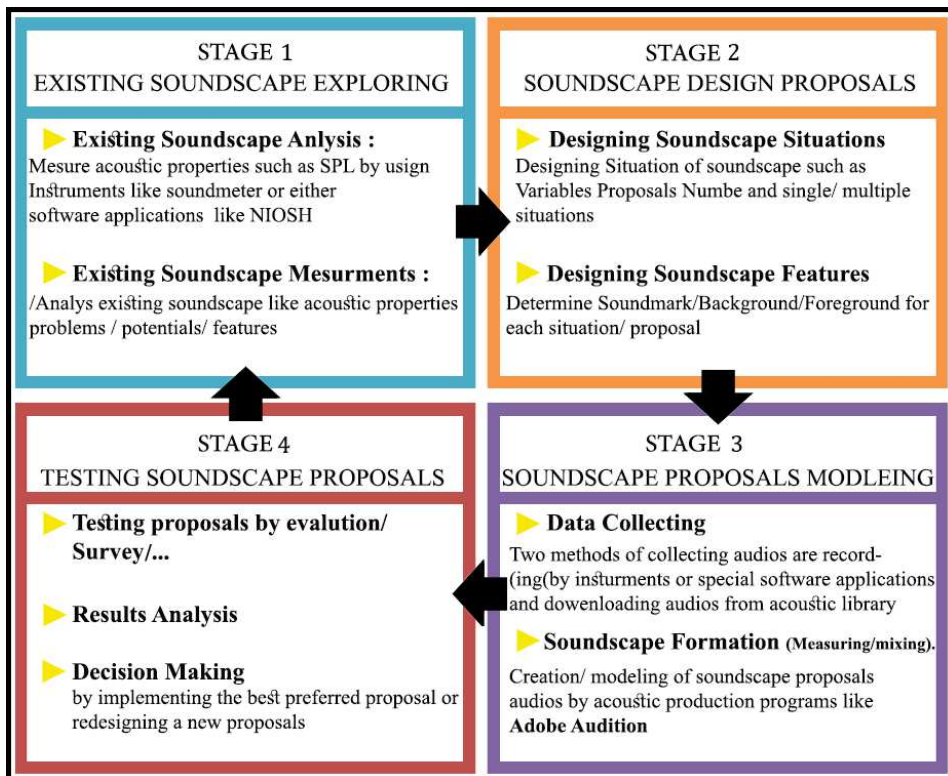 STAGE 1
EXISTING SOUNDSCAPE EXPLORING
Existing Soundscape Anlysis :
Mesure acoustic properties such as SPL by usign
Instruments like soundmeter or either
software applications like NIOSH
Existing Soundscape Mesurments :
/Analys existing soundscape like acoustic properties
problems / potentials/ features
STAGE 2
SOUNDSCAPE DESIGN PROPOSALS
Designing Soundscape Situations
Designing Situation of soundscape such as
Variables Proposals Numbe and single/ multiple
situations
Designing Soundscape Features
Determine Soundmark/Background/Foreground for
each situation/ proposal
STAGE 3
SOUNDSCAPE PROPOSALS MODLEING
Data Collecting
Two methods of collecting audios are record-
(ing(by insturments or special software applications
and dowenloading audios from acoustic library
Soundscape Formation (Measuring/mixing).
Creation/ modeling of soundscape proposals
audios by acoustic production programs like
Adobe Audition
STAGE 4
TESTING SOUNDSCAPE PROPOSALS
Testing proposals by evalution/
Survey/...
Results Analysis
Decision Making
by implementing the best preferred proposal or
redesigning a new proposals